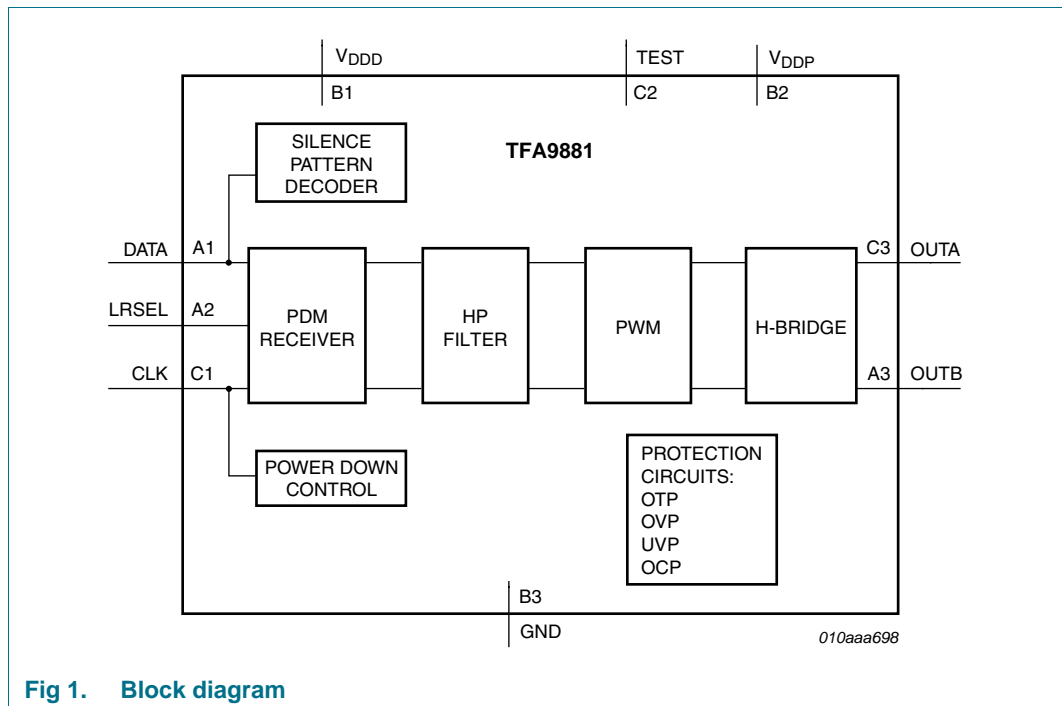 VDDD
TEST
VDDP
B1
C2
B2
SILENCE
PATTERN
DECODER
TFA9881
DATA
A1
C3
OUTA
LRSEL
A2
PDM
RECEIVER
HP
FILTER
PWM
H-BRIDGE
CLK
C1
A3
OUTB
POWER DOWN
CONTROL
PROTECTION
CIRCUITS:
OTP
OVP
UVP
OCP
B3
GND
010aaa698
Fig 1. Block diagram